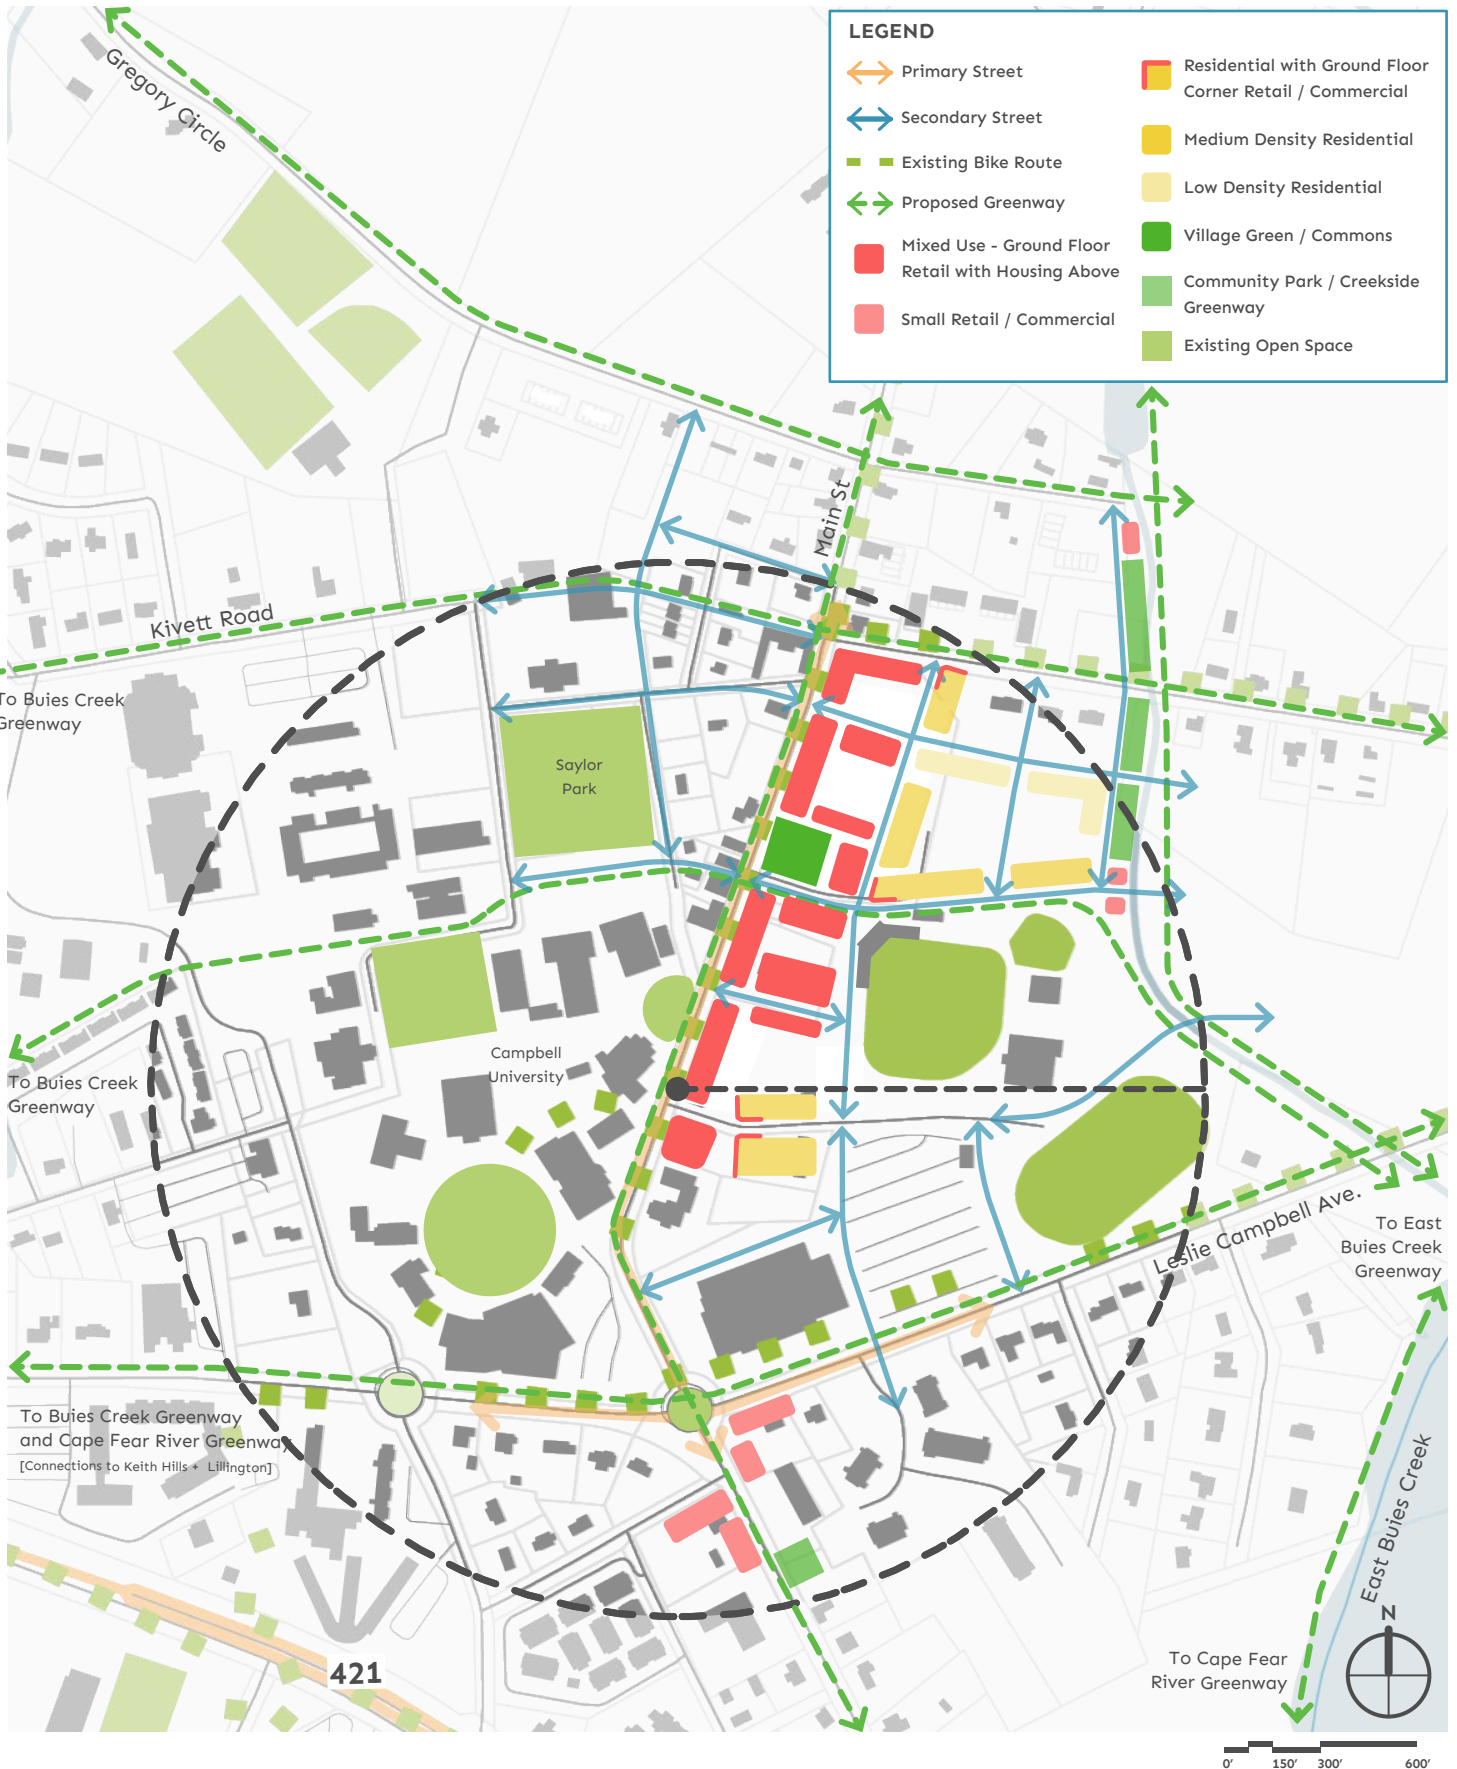 LEGEND
Primary Street
Secondary Street
Existing Bike Route
Proposed Greenway
Mixed Use - Ground Floor
Retail with Housing Above
Small Retail / Commercial
Residential with Ground Floor
Corner Retail / Commercial
Medium Density Residential
Low Density Residential
Village Green / Commons
Community Park / Creekside
Greenway
Existing Open Space
Gregory Circle
Main St
Kivett Road
To Buies Creek
Greenway
Saylor
Park
Campbell
University
To Buies Creek
Greenway
Leslie Campbell Ave.
To East
Buies Creek
Greenway
To Buies Creek Greenway
and Cape Fear River Greenway
[Connections to Keith Hills + Lillington]
East Buies Creek
421
To Cape Fear
River Greenway
N
0' 150' 300' 600'